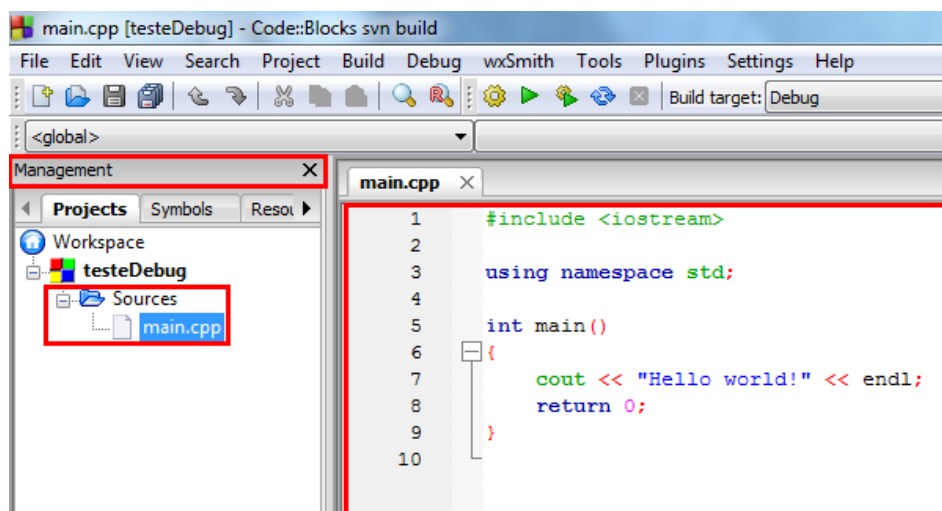 main.cpp [testeDebug] - Code::Blocks svn build
File Edit View Search Project Build Debug wxSmith Tools Plugins Settings Help
Build target: Debug
<global>
Management
Projects Symbols Resou
Workspace
testeDebug
Sources
main.cpp
main.cpp
1 #include <iostream>
2
3 using namespace std;
4
5 int main()
6 {
7 cout << "Hello world!" << endl;
8 return 0;
9 }
10